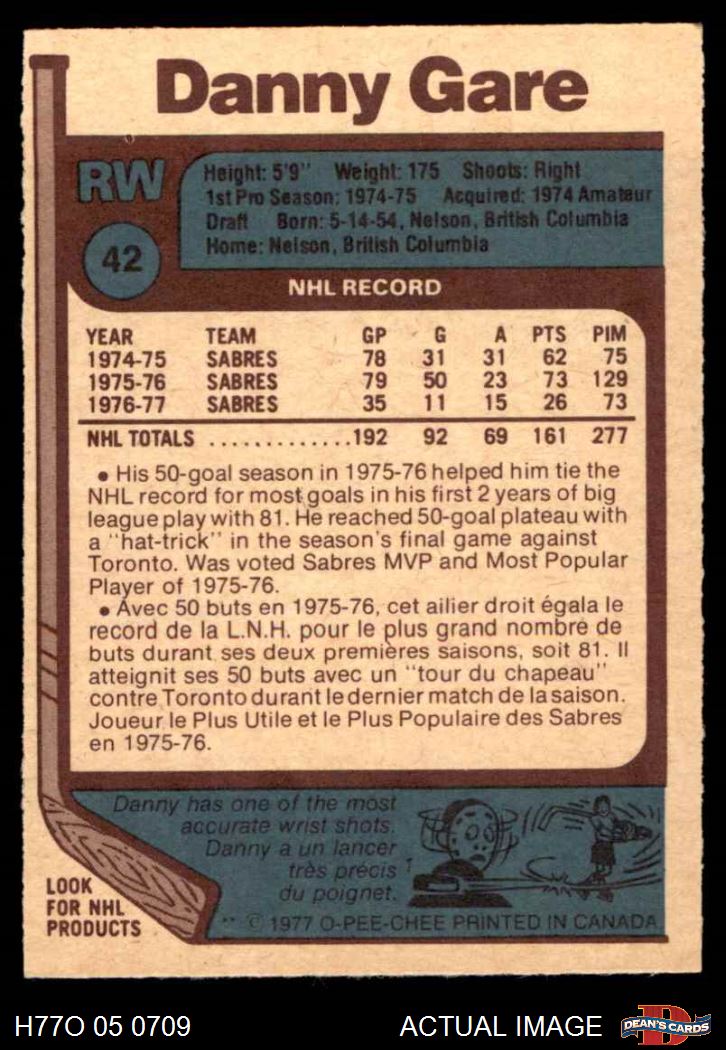 Danny Gare
RW
Height: 5'9" Weight: 175 Shoots: Right
1st Pro Season: 1974-75 Acquired: 1974 Amateur
Draft Born: 5-14-54, Nelson, British Columbia
Home: Nelson, British Columbia
42
NHL RECORD
YEAR TEAM GP G A PTS PIM
1974-75 SABRES 78 31 31 62 75
1975-76 SABRES 79 50 23 73 129
1976-77 SABRES 35 11 15 26 73
NHL TOTALS .............192 92 69 161 277
• His 50-goal season in 1975-76 helped him tie the
NHL record for most goals in his first 2 years of big
league play with 81. He reached 50-goal plateau with
a "hat-trick" in the season's final game against
Toronto. Was voted Sabres MVP and Most Popular
Player of 1975-76.
• Avec 50 buts en 1975-76, cet ailier droit égala le
record de la L.N.H. pour le plus grand nombre de
buts durant ses deux premières saisons, soit 81. Il
atteignit ses 50 buts avec un "tour du chapeau"
contre Toronto durant le dernier match de la saison.
Joueur le Plus Utile et le Plus Populaire des Sabres
en 1975-76.
Danny has one of the most
accurate wrist shots.
Danny a un lancer
très précis
du poignet.
LOOK
FOR NHL
PRODUCTS
** © 1977 O-PEE-CHEE PRINTED IN CANADA
H77O 05 0709
ACTUAL IMAGE
D
DEAN'S CARDS